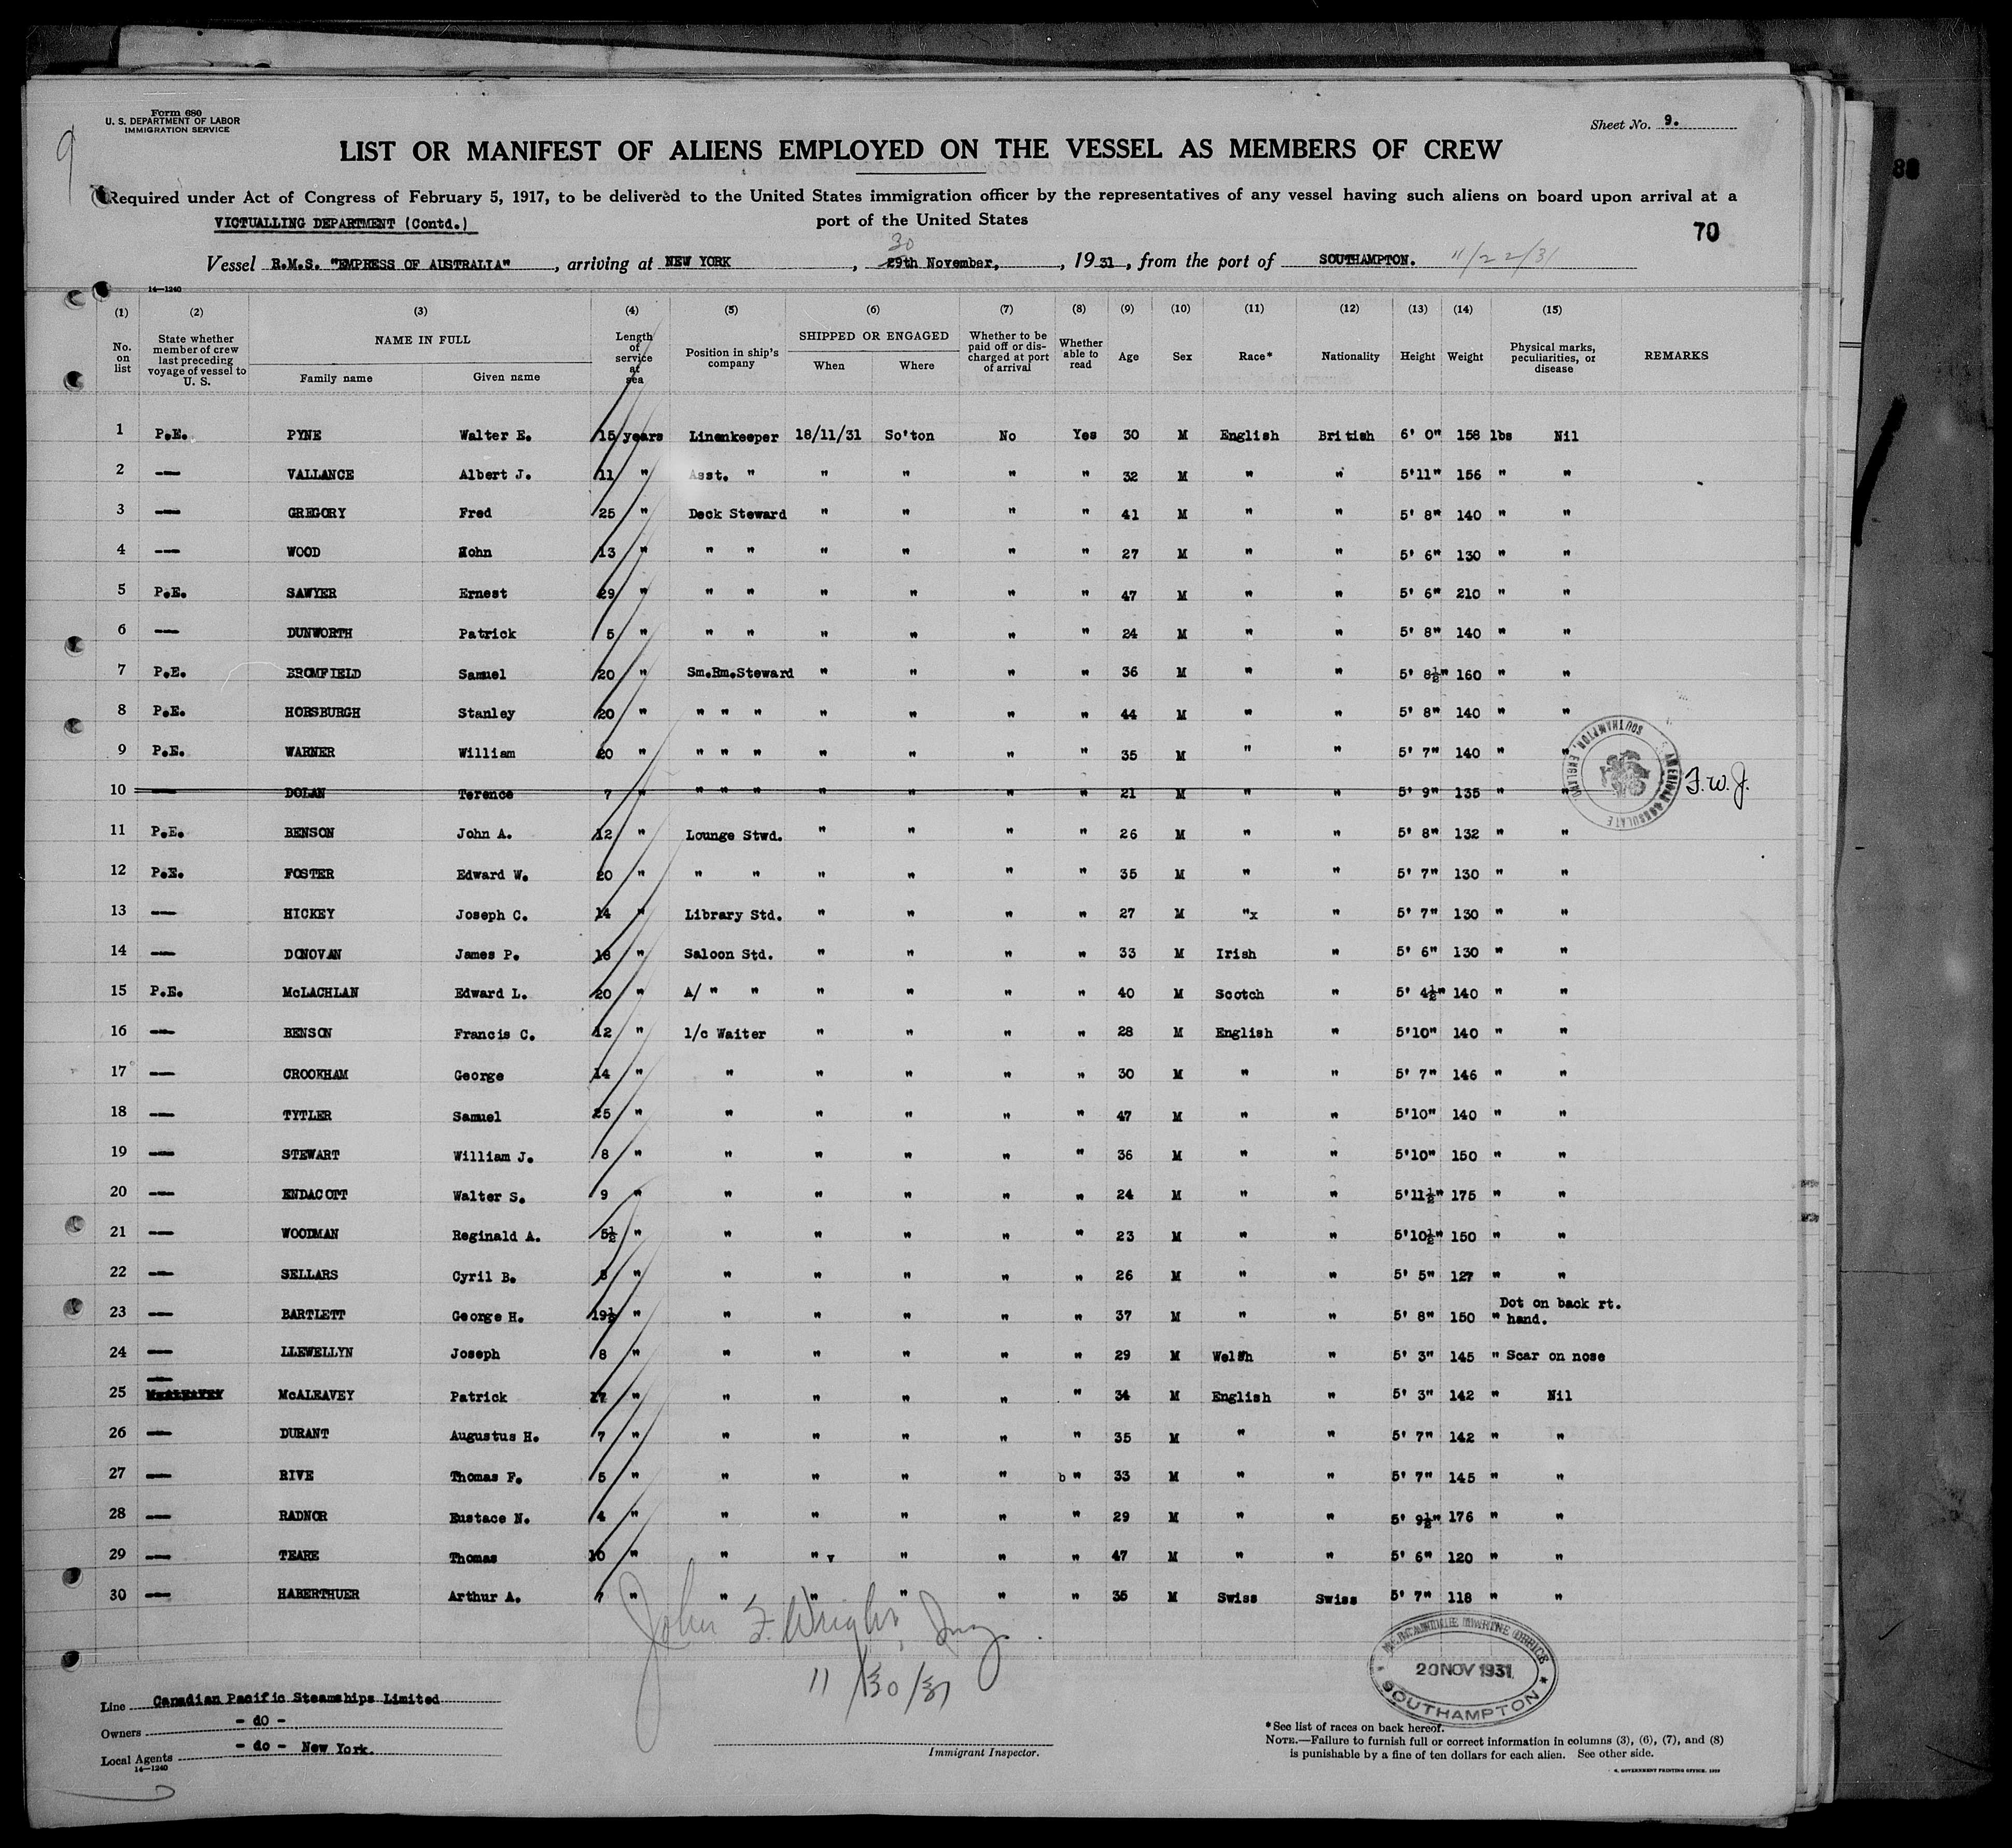 Form 680
U. S. DEPARTMENT OF LABOR
IMMIGRATION SERVICE
9
Sheet No. 9.
LIST OR MANIFEST OF ALIENS EMPLOYED ON THE VESSEL AS MEMBERS OF CREW
88
Required under Act of Congress of February 5, 1917, to be delivered to the United States immigration officer by the representatives of any vessel having such aliens on board upon arrival at a
port of the United States
VICTUALLING DEPARTMENT (Contd.)
70
30
Vessel R.M.S. "EMPRESS OF AUSTRALIA", arriving at NEW YORK, 29th November, 1931, from the port of SOUTHAMPTON. 11/22/31
14-1240
(1) (2) (3) (4) (5) (6) (7) (8) (9) (10) (11) (12) (13) (14) (15)
No. on list State whether member of crew last preceding voyage of vessel to U. S. NAME IN FULL Family name Given name Length of service at sea Position in ship's company SHIPPED OR ENGAGED When Where Whether to be paid off or discharged at port of arrival Whether able to read Age Sex Race* Nationality Height Weight Physical marks, peculiarities, or disease REMARKS
1 P.E. PYNE Walter E. 15 years Linenkeeper 18/11/31 So'ton No Yes 30 M English British 6' 0" 158 lbs Nil
2 — VALLANCE Albert J. 11 " Asst. " " " " " 32 M " " 5'11" 156 " "
3 — GREGORY Fred 25 " Deck Steward " " " " 41 M " " 5' 8" 140 " "
4 — WOOD John 13 " " " " " " " 27 M " " 5' 6" 130 " "
5 P.E. SAWYER Ernest 29 " " " " " " " 47 M " " 5' 6" 210 " "
6 — DUNWORTH Patrick 5 " " " " " " " 24 M " " 5' 8" 140 " "
7 P.E. BROMFIELD Samuel 20 " Sm.Rm.Steward " " " " 36 M " " 5' 8½" 160 " "
8 P.E. HORSBURGH Stanley 20 " " " " " " " " 44 M " " 5' 8" 140 " "
9 P.E. WARNER William 20 " " " " " " " " 35 M " " 5' 7" 140 " "
10 — DOLAN Terence 7 " " " " " " " " 21 M " " 5' 9" 135 " "
AMERICAN CONSULATE SOUTHAMPTON, ENGLAND
F.W.J.
11 P.E. BENSON John A. 12 " Lounge Stwd. " " " " 26 M " " 5' 8" 132 " "
12 P.E. FOSTER Edward W. 20 " " " " " " " 35 M " " 5' 7" 130 " "
13 — HICKEY Joseph C. 14 " Library Std. " " " " 27 M "x " 5' 7" 130 " "
14 — DONOVAN James P. 18 " Saloon Std. " " " " 33 M Irish " 5' 6" 130 " "
15 P.E. McLACHLAN Edward L. 20 " A/ " " " " " " 40 M Scotch " 5' 4½" 140 " "
16 — BENSON Francis C. 12 " 1/c Waiter " " " " 28 M English " 5'10" 140 " "
17 — CROOKHAM George 14 " " " " " " 30 M " " 5' 7" 146 " "
18 — TYTLER Samuel 25 " " " " " " 47 M " " 5'10" 140 " "
19 — STEWART William J. 8 " " " " " " 36 M " " 5'10" 150 " "
20 — ENDACOTT Walter S. 9 " " " " " " 24 M " " 5'11½" 175 " "
21 — WOODMAN Reginald A. 5½ " " " " " " 23 M " " 5'10½" 150 " "
22 — SELLARS Cyril B. " " " " " " 26 M " " 5' 5" 127 " "
23 — BARTLETT George H. 19½ " " " " " " 37 M " " 5' 8" 150 " Dot on back rt. hand.
24 — LLEWELLYN Joseph 8 " " " " " " 29 M Welsh " 5' 3" 145 " Scar on nose
25 — McALEAVEY McALEAVEY Patrick 17 " " " " " " 34 M English " 5' 3" 142 " Nil
26 — DURANT Augustus H. 7 " " " " " " 35 M " " 5' 7" 142 " "
27 — RIVE Thomas F. 5 " " " " " b " 33 M " " 5' 7" 145 " "
28 — RADNOR Eustace N. 4 " " " " " " 29 M " " 5' 9½" 176 " "
29 — TEARE Thomas 10 " " " v " " " 47 M " " 5' 6" 120 " "
30 — HABERTHUER Arthur A. 7 " " " " " " 35 M Swiss Swiss 5' 7" 118 " "
John F. Wright, Insp.
11/30/31
MERCANTILE MARINE OFFICE
20 NOV 1931
SOUTHAMPTON
Line Canadian Pacific Steamships Limited
Owners - do -
Local Agents - do - New York.
14—1240
Immigrant Inspector.
*See list of races on back hereof.
NOTE.—Failure to furnish full or correct information in columns (3), (6), (7), and (8)
is punishable by a fine of ten dollars for each alien. See other side.
GOVERNMENT PRINTING OFFICE: 1929